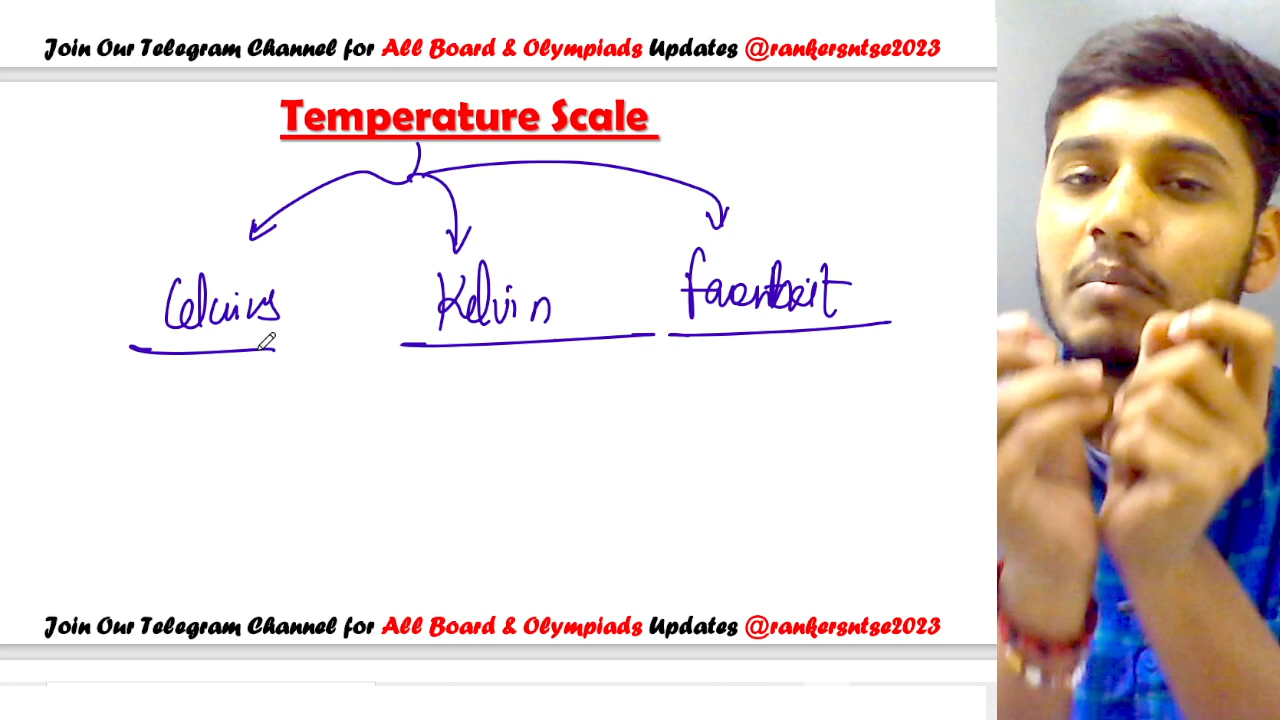 Join Our Telegram Channel for All Board & Olympiads Updates @rankersntse2023
Temperature Scale
Celcius Kelvin Farenheit
Join Our Telegram Channel for All Board & Olympiads Updates @rankersntse2023